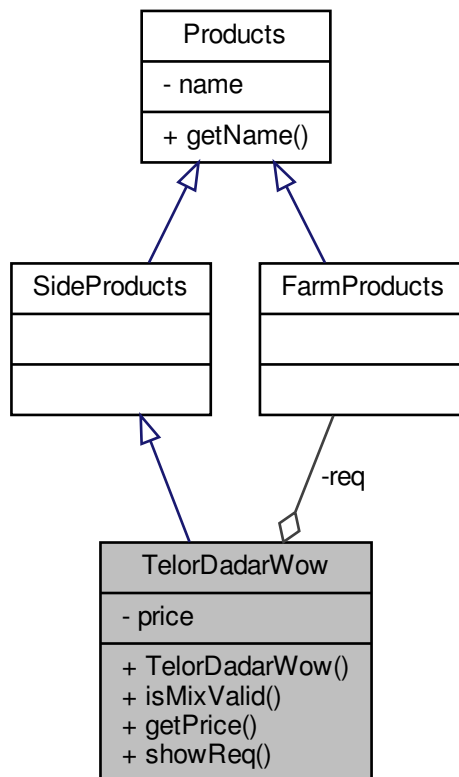 Products
- name
+ getName()
SideProducts
FarmProducts
-req
TelorDadarWow
- price
+ TelorDadarWow()
+ isMixValid()
+ getPrice()
+ showReq()